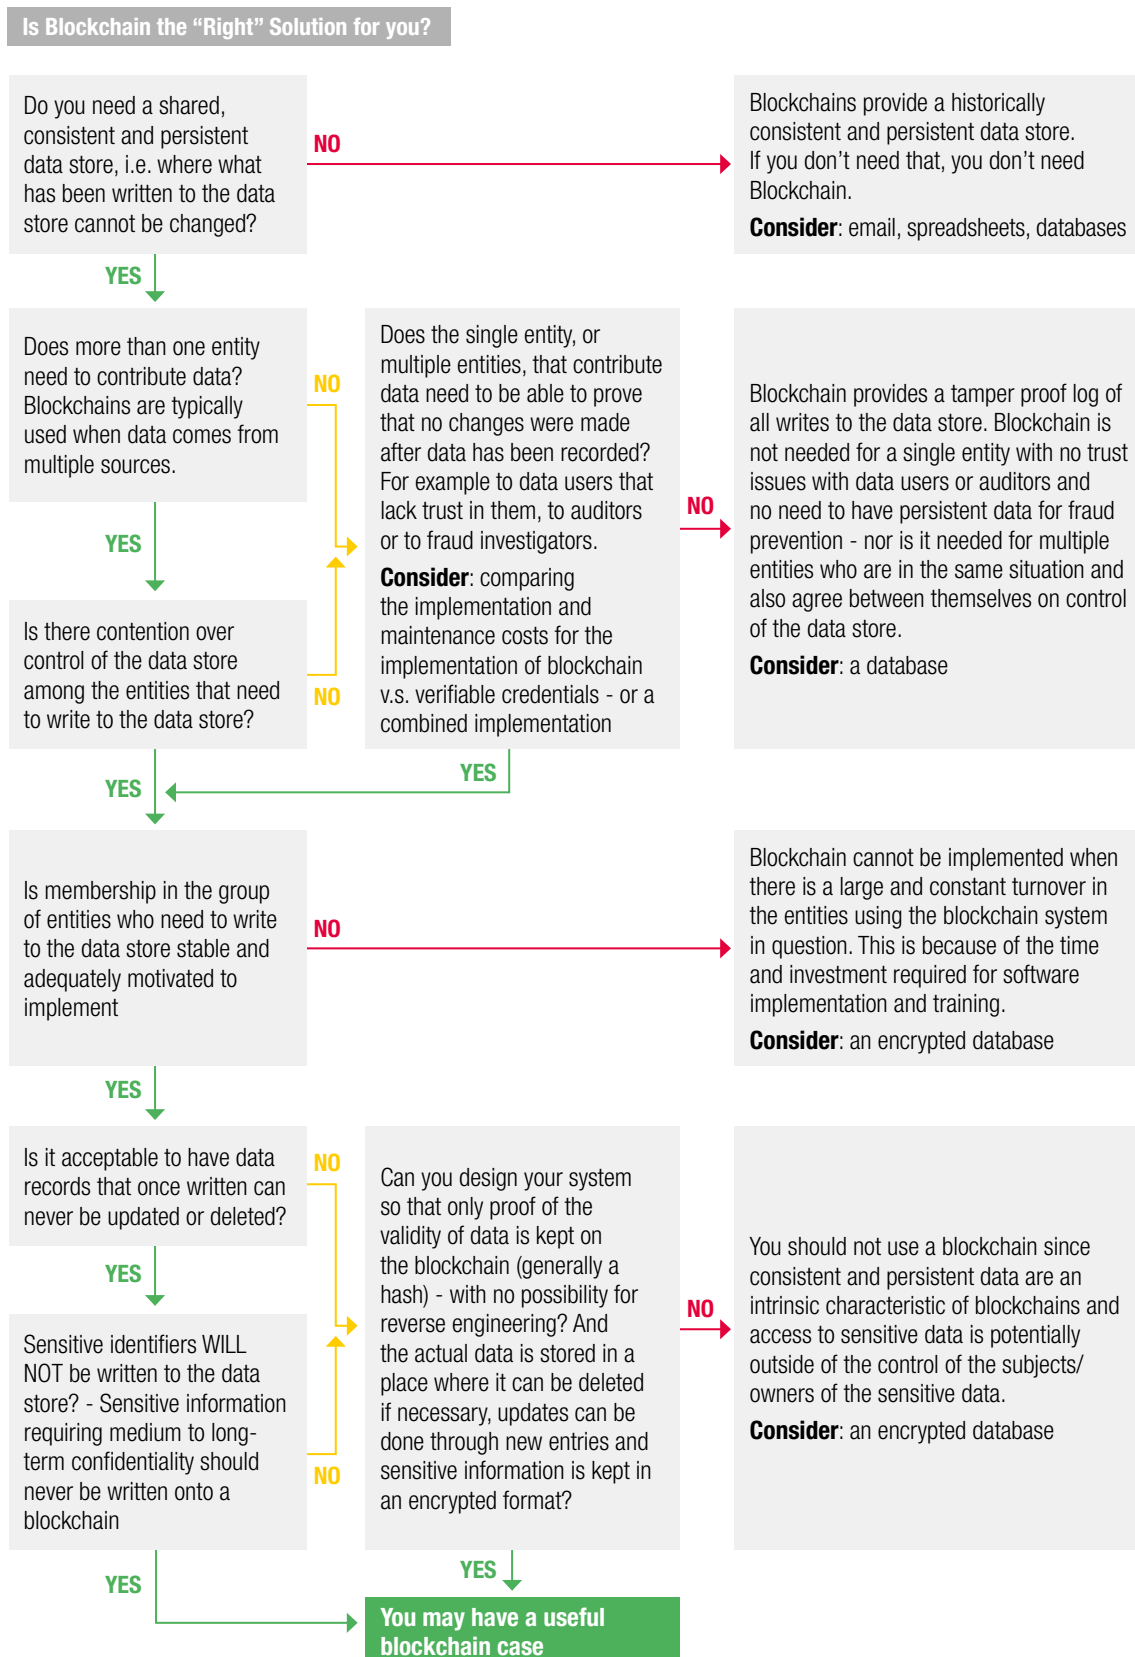 Is Blockchain the “Right” Solution for you?
Do you need a shared,
consistent and persistent
data store, i.e. where what
has been written to the data
store cannot be changed?
NO
Blockchains provide a historically
consistent and persistent data store.
If you don’t need that, you don’t need
Blockchain.
Consider: email, spreadsheets, databases
YES
Does more than one entity
need to contribute data?
Blockchains are typically
used when data comes from
multiple sources.
NO
Does the single entity, or
multiple entities, that contribute
data need to be able to prove
that no changes were made
after data has been recorded?
For example to data users that
lack trust in them, to auditors
or to fraud investigators.
Consider: comparing
the implementation and
maintenance costs for the
implementation of blockchain
v.s. verifiable credentials - or a
combined implementation
NO
Blockchain provides a tamper proof log of
all writes to the data store. Blockchain is
not needed for a single entity with no trust
issues with data users or auditors and
no need to have persistent data for fraud
prevention - nor is it needed for multiple
entities who are in the same situation and
also agree between themselves on control
of the data store.
Consider: a database
YES
Is there contention over
control of the data store
among the entities that need
to write to the data store?
NO
YES
YES
Is membership in the group
of entities who need to write
to the data store stable and
adequately motivated to
implement
NO
Blockchain cannot be implemented when
there is a large and constant turnover in
the entities using the blockchain system
in question. This is because of the time
and investment required for software
implementation and training.
Consider: an encrypted database
YES
Is it acceptable to have data
records that once written can
never be updated or deleted?
NO
Can you design your system
so that only proof of the
validity of data is kept on
the blockchain (generally a
hash) - with no possibility for
reverse engineering? And
the actual data is stored in a
place where it can be deleted
if necessary, updates can be
done through new entries and
sensitive information is kept in
an encrypted format?
NO
You should not use a blockchain since
consistent and persistent data are an
intrinsic characteristic of blockchains and
access to sensitive data is potentially
outside of the control of the subjects/
owners of the sensitive data.
Consider: an encrypted database
YES
Sensitive identifiers WILL
NOT be written to the data
store? - Sensitive information
requiring medium to long-
term confidentiality should
never be written onto a
blockchain
NO
YES
YES
You may have a useful
blockchain case